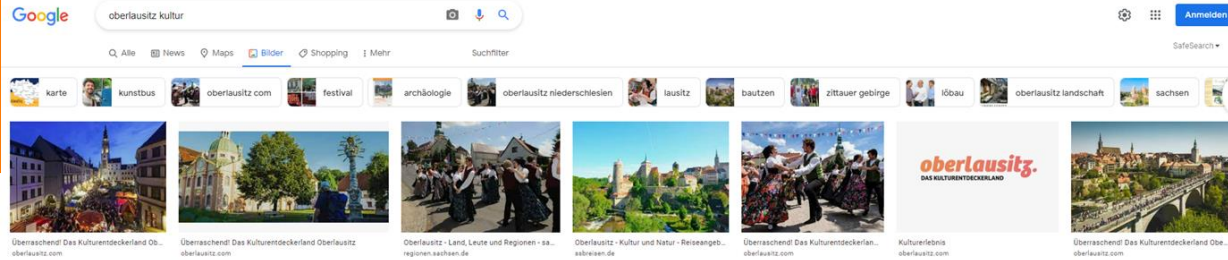 Google
oberlausitz kultur
Anmelden
Alle News Maps Bilder Shopping Mehr Suchfilter
SafeSearch
karte kunstbus oberlausitz com festival archäologie oberlausitz niederschlesien lausitz bautzen zittauer gebirge löbau oberlausitz landschaft sachsen
oberlausitz.
DAS KULTURENTDECKERLAND
Überraschend! Das Kulturentdeckerland Ob...
oberlausitz.com
Überraschend! Das Kulturentdeckerland Oberlausitz
oberlausitz.com
Oberlausitz - Land, Leute und Regionen - sa...
regionen.sachsen.de
Oberlausitz - Kultur und Natur - Reiseangeb...
ssbreisen.de
Überraschend! Das Kulturentdeckerlan...
oberlausitz.com
Kulturerlebnis
oberlausitz.com
Überraschend! Das Kulturentdeckerland Obe...
oberlausitz.com